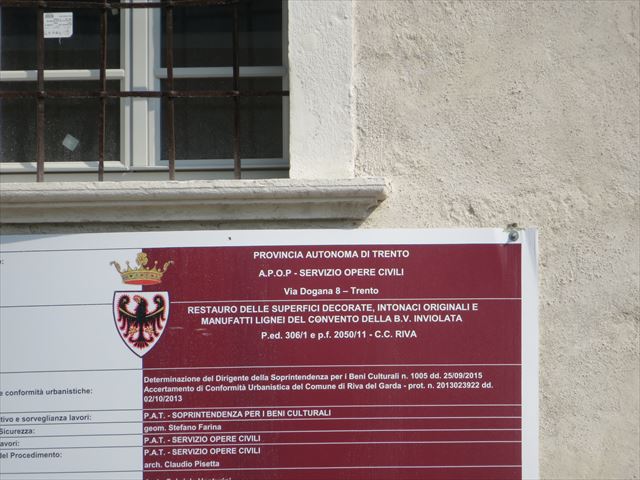 PROVINCIA AUTONOMA DI TRENTO
A.P.O.P - SERVIZIO OPERE CIVILI
Via Dogana 8 – Trento
RESTAURO DELLE SUPERFICI DECORATE, INTONACI ORIGINALI E
MANUFATTI LIGNEI DEL CONVENTO DELLA B.V. INVIOLATA
P.ed. 306/1 e p.f. 2050/11 - C.C. RIVA
Determinazione del Dirigente della Soprintendenza per i Beni Culturali n. 1005 dd. 25/09/2015
e conformità urbanistiche: Accertamento di Conformità Urbanistica del Comune di Riva del Garda - prot. n. 2013023922 dd.
02/10/2013
tivo e sorveglianza lavori: P.A.T. - SOPRINTENDENZA PER I BENI CULTURALI
Sicurezza: geom. Stefano Farina
avori: P.A.T. - SERVIZIO OPERE CIVILI
del Procedimento: P.A.T. - SERVIZIO OPERE CIVILI
arch. Claudio Pisetta